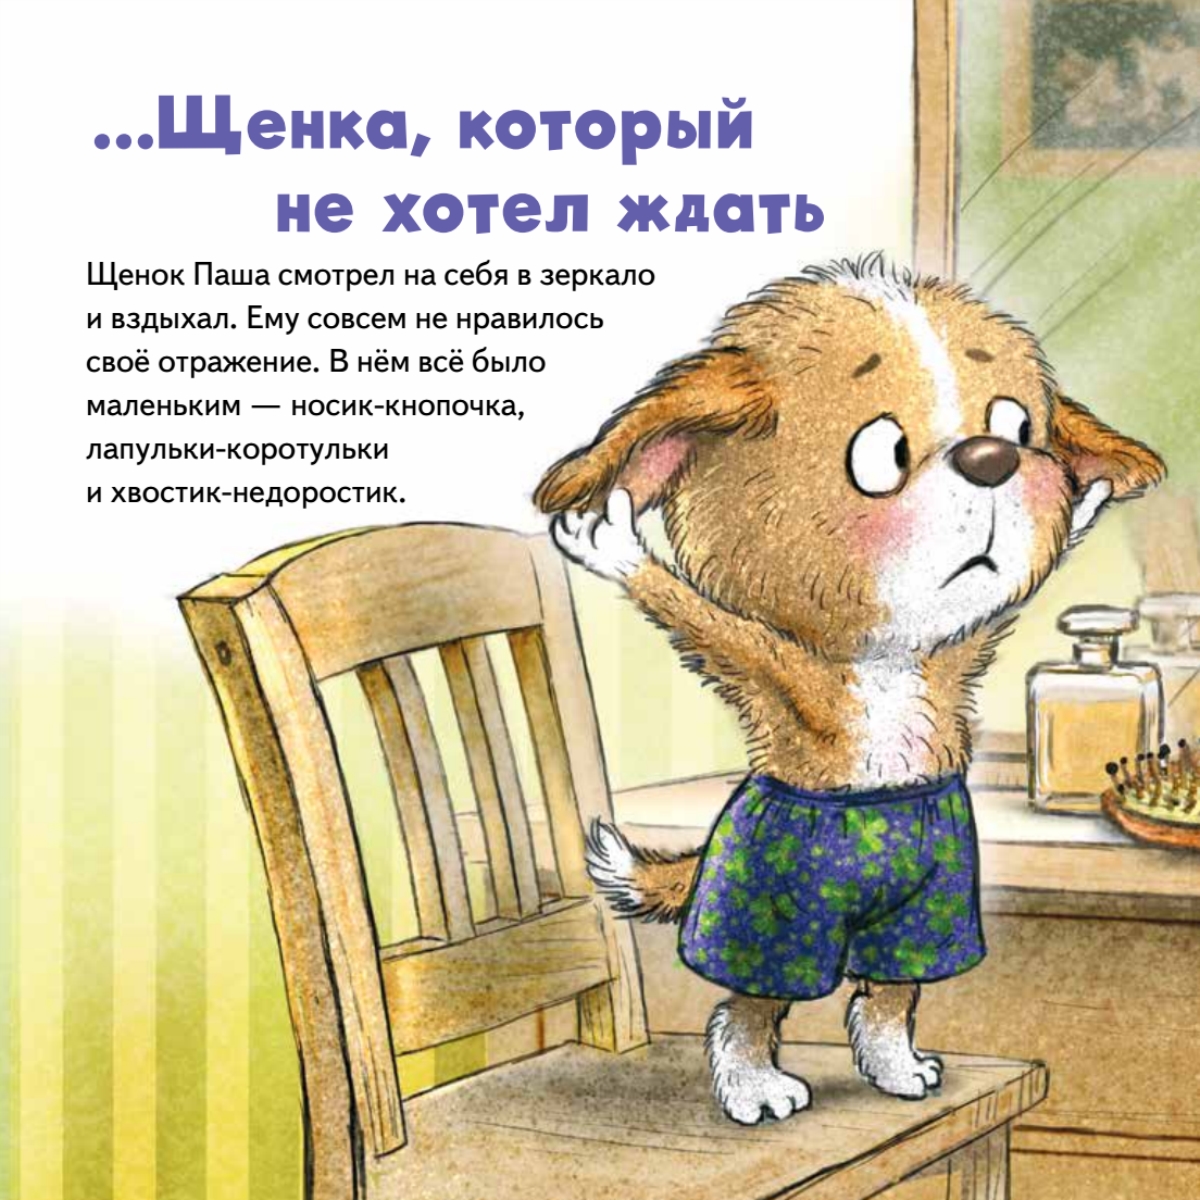 ...Щенка, который
не хотел ждать
Щенок Паша смотрел на себя в зеркало
и вздыхал. Ему совсем не нравилось
своё отражение. В нём всё было
маленьким — носик-кнопочка,
лапульки-коротульки
и хвостик-недоростик.